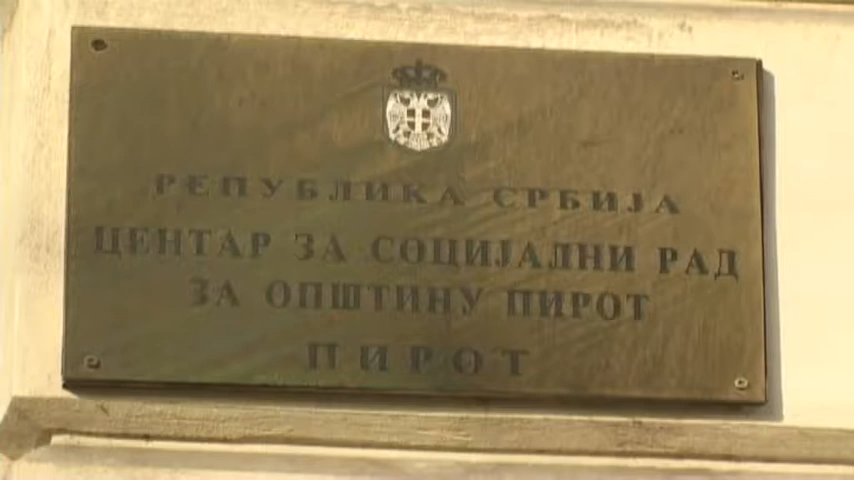 РЕПУБЛИКА СРБИЈА
ЦЕНТАР ЗА СОЦИЈАЛНИ РАД
ЗА ОПШТИНУ ПИРОТ
ПИРОТ